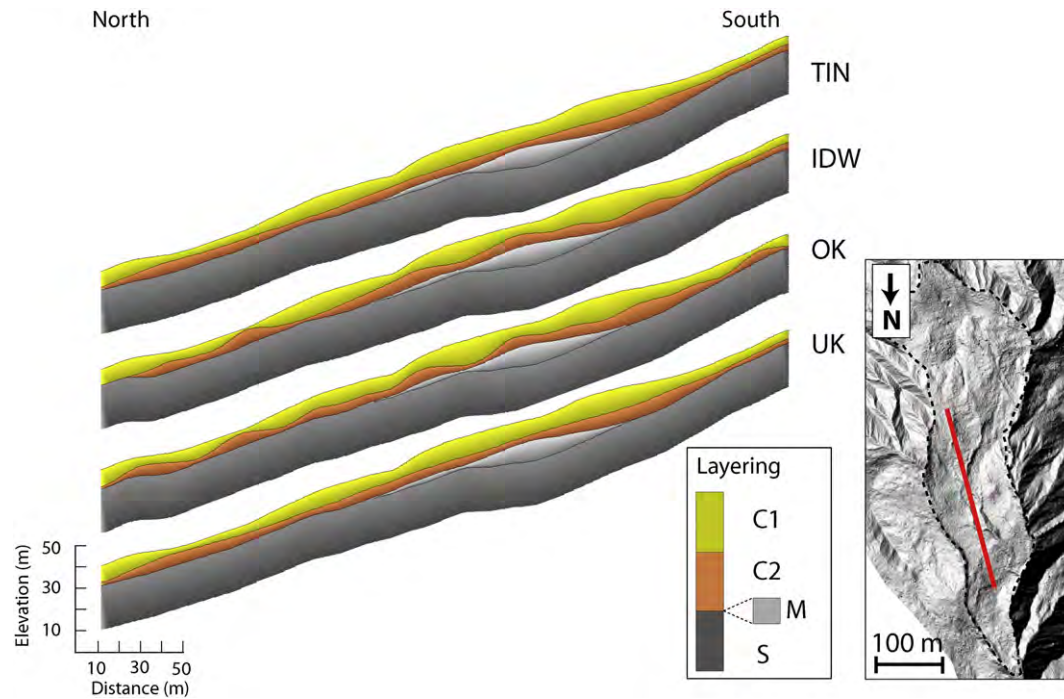 North
South
TIN
IDW
OK
UK
50
30
10
Elevation (m)
10 30 50
Distance (m)
Layering
C1
C2
M
S
N
100 m